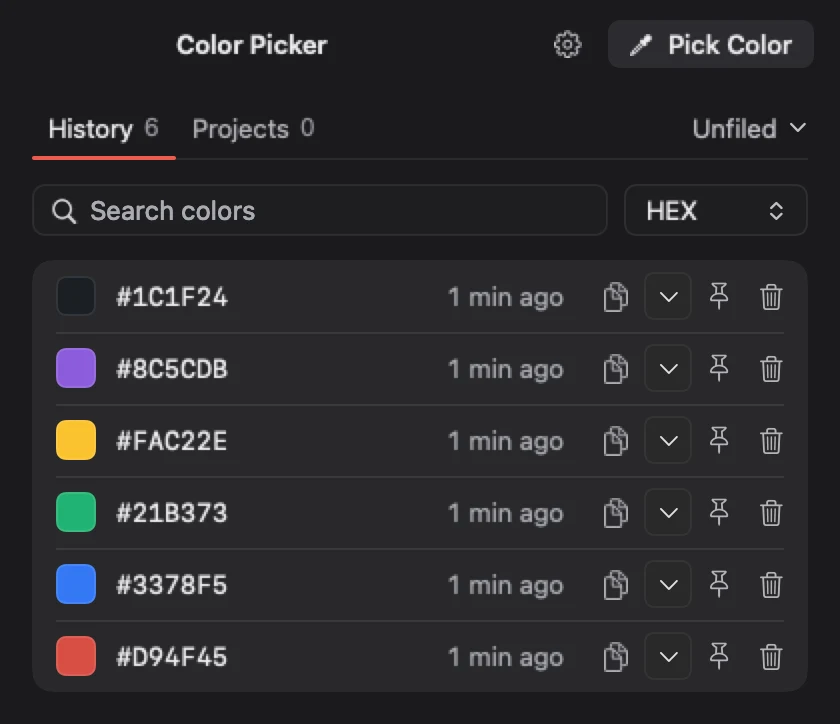 Color Picker Pick Color
History 6 Projects 0 Unfiled
Search colors HEX
#1C1F24 1 min ago
#8C5CDB 1 min ago
#FAC22E 1 min ago
#21B373 1 min ago
#3378F5 1 min ago
#D94F45 1 min ago